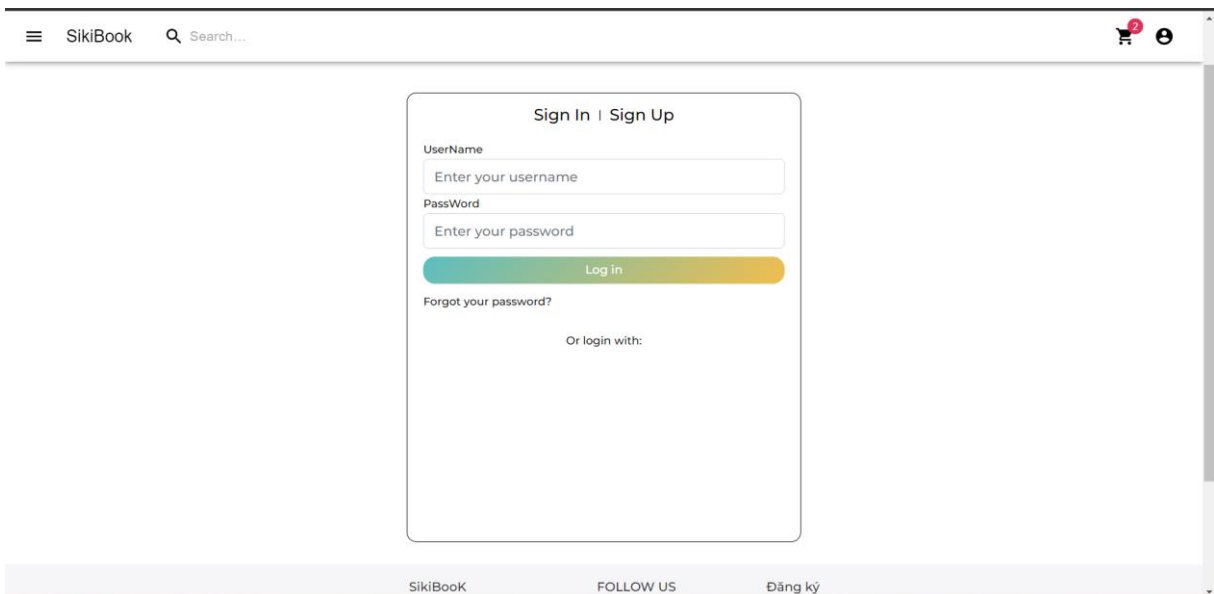 SikiBook Search... 2
Sign In | Sign Up
UserName
Enter your username
PassWord
Enter your password
Log in
Forgot your password?
Or login with:
SikiBooK FOLLOW US Đăng ký